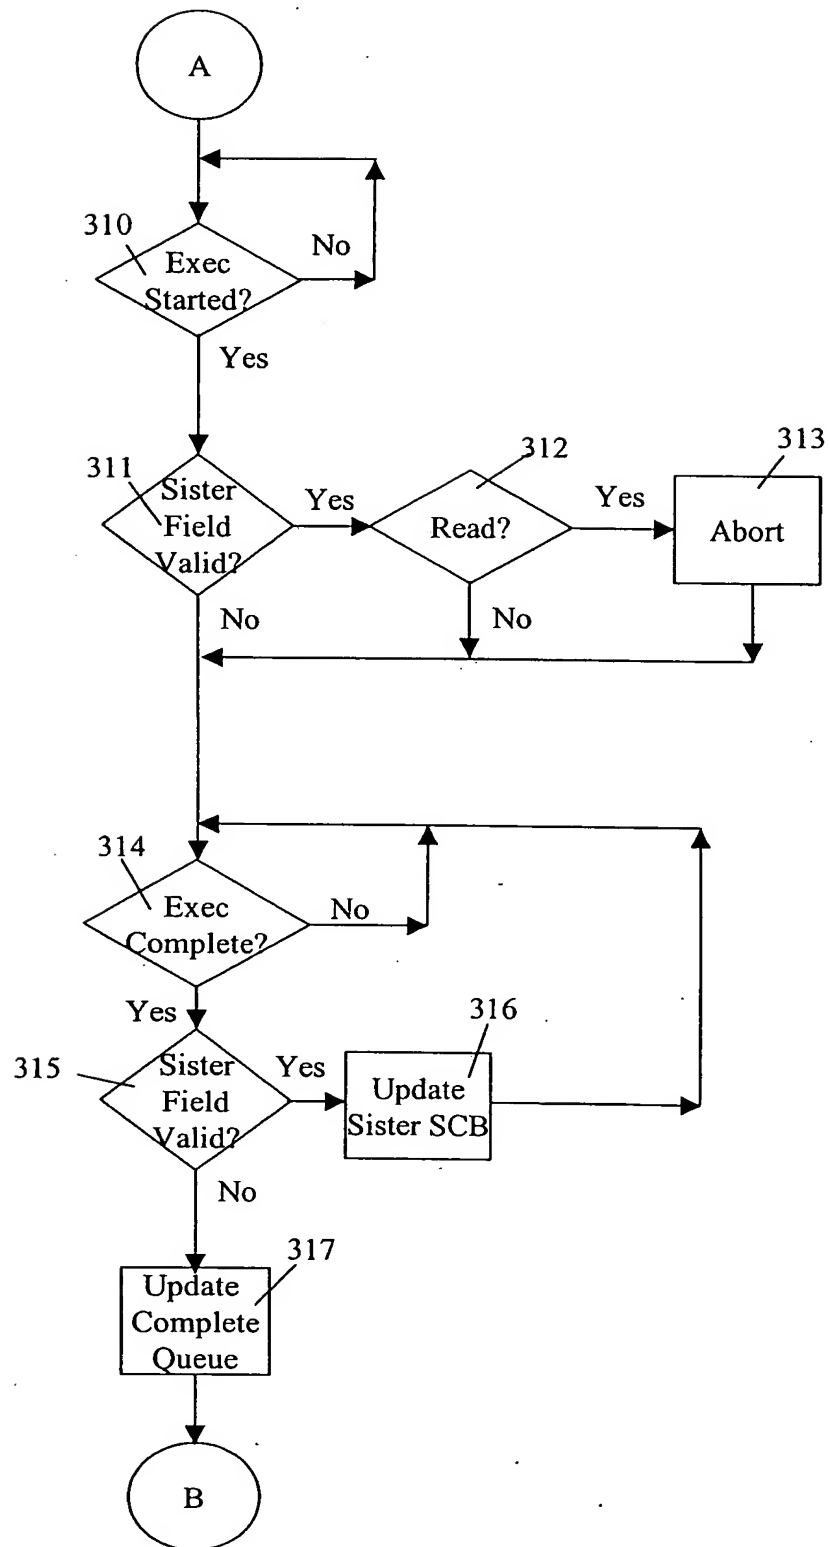 A
310
No
Exec
Started?
Yes
312
313
311
Sister
Field
Valid?
Yes
Read?
Yes
Abort
No
No
314
Exec
Complete?
No
Yes
316
315
Sister
Field
Valid?
Yes
Update
Sister SCB
No
317
Update
Complete
Queue
B